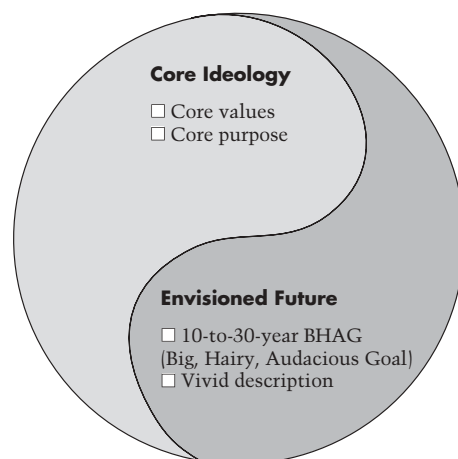 Core Ideology
☐ Core values
☐ Core purpose
Envisioned Future
☐ 10-to-30-year BHAG
(Big, Hairy, Audacious Goal)
☐ Vivid description